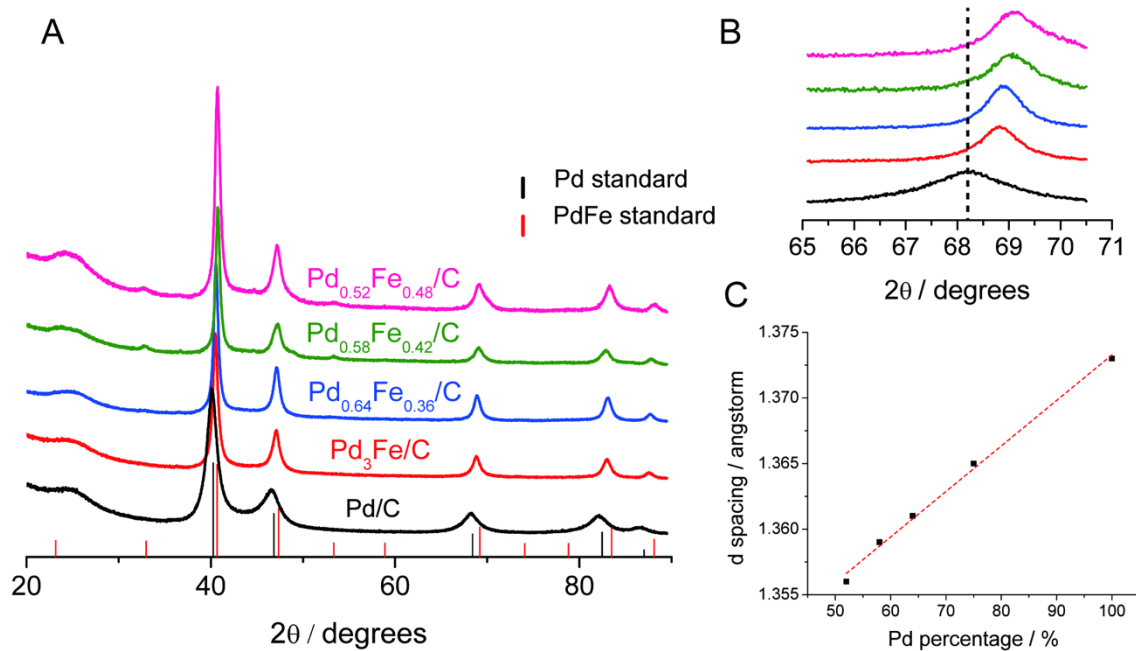 A
Pd standard
PdFe standard
Pd0.52Fe0.48/C
Pd0.58Fe0.42/C
Pd0.64Fe0.36/C
Pd3Fe/C
Pd/C
20 40 60 80
2θ / degrees
B
65 66 67 68 69 70 71
2θ / degrees
C
1.375
1.370
1.365
1.360
1.355
d spacing / angstorm
50 60 70 80 90 100
Pd percentage / %